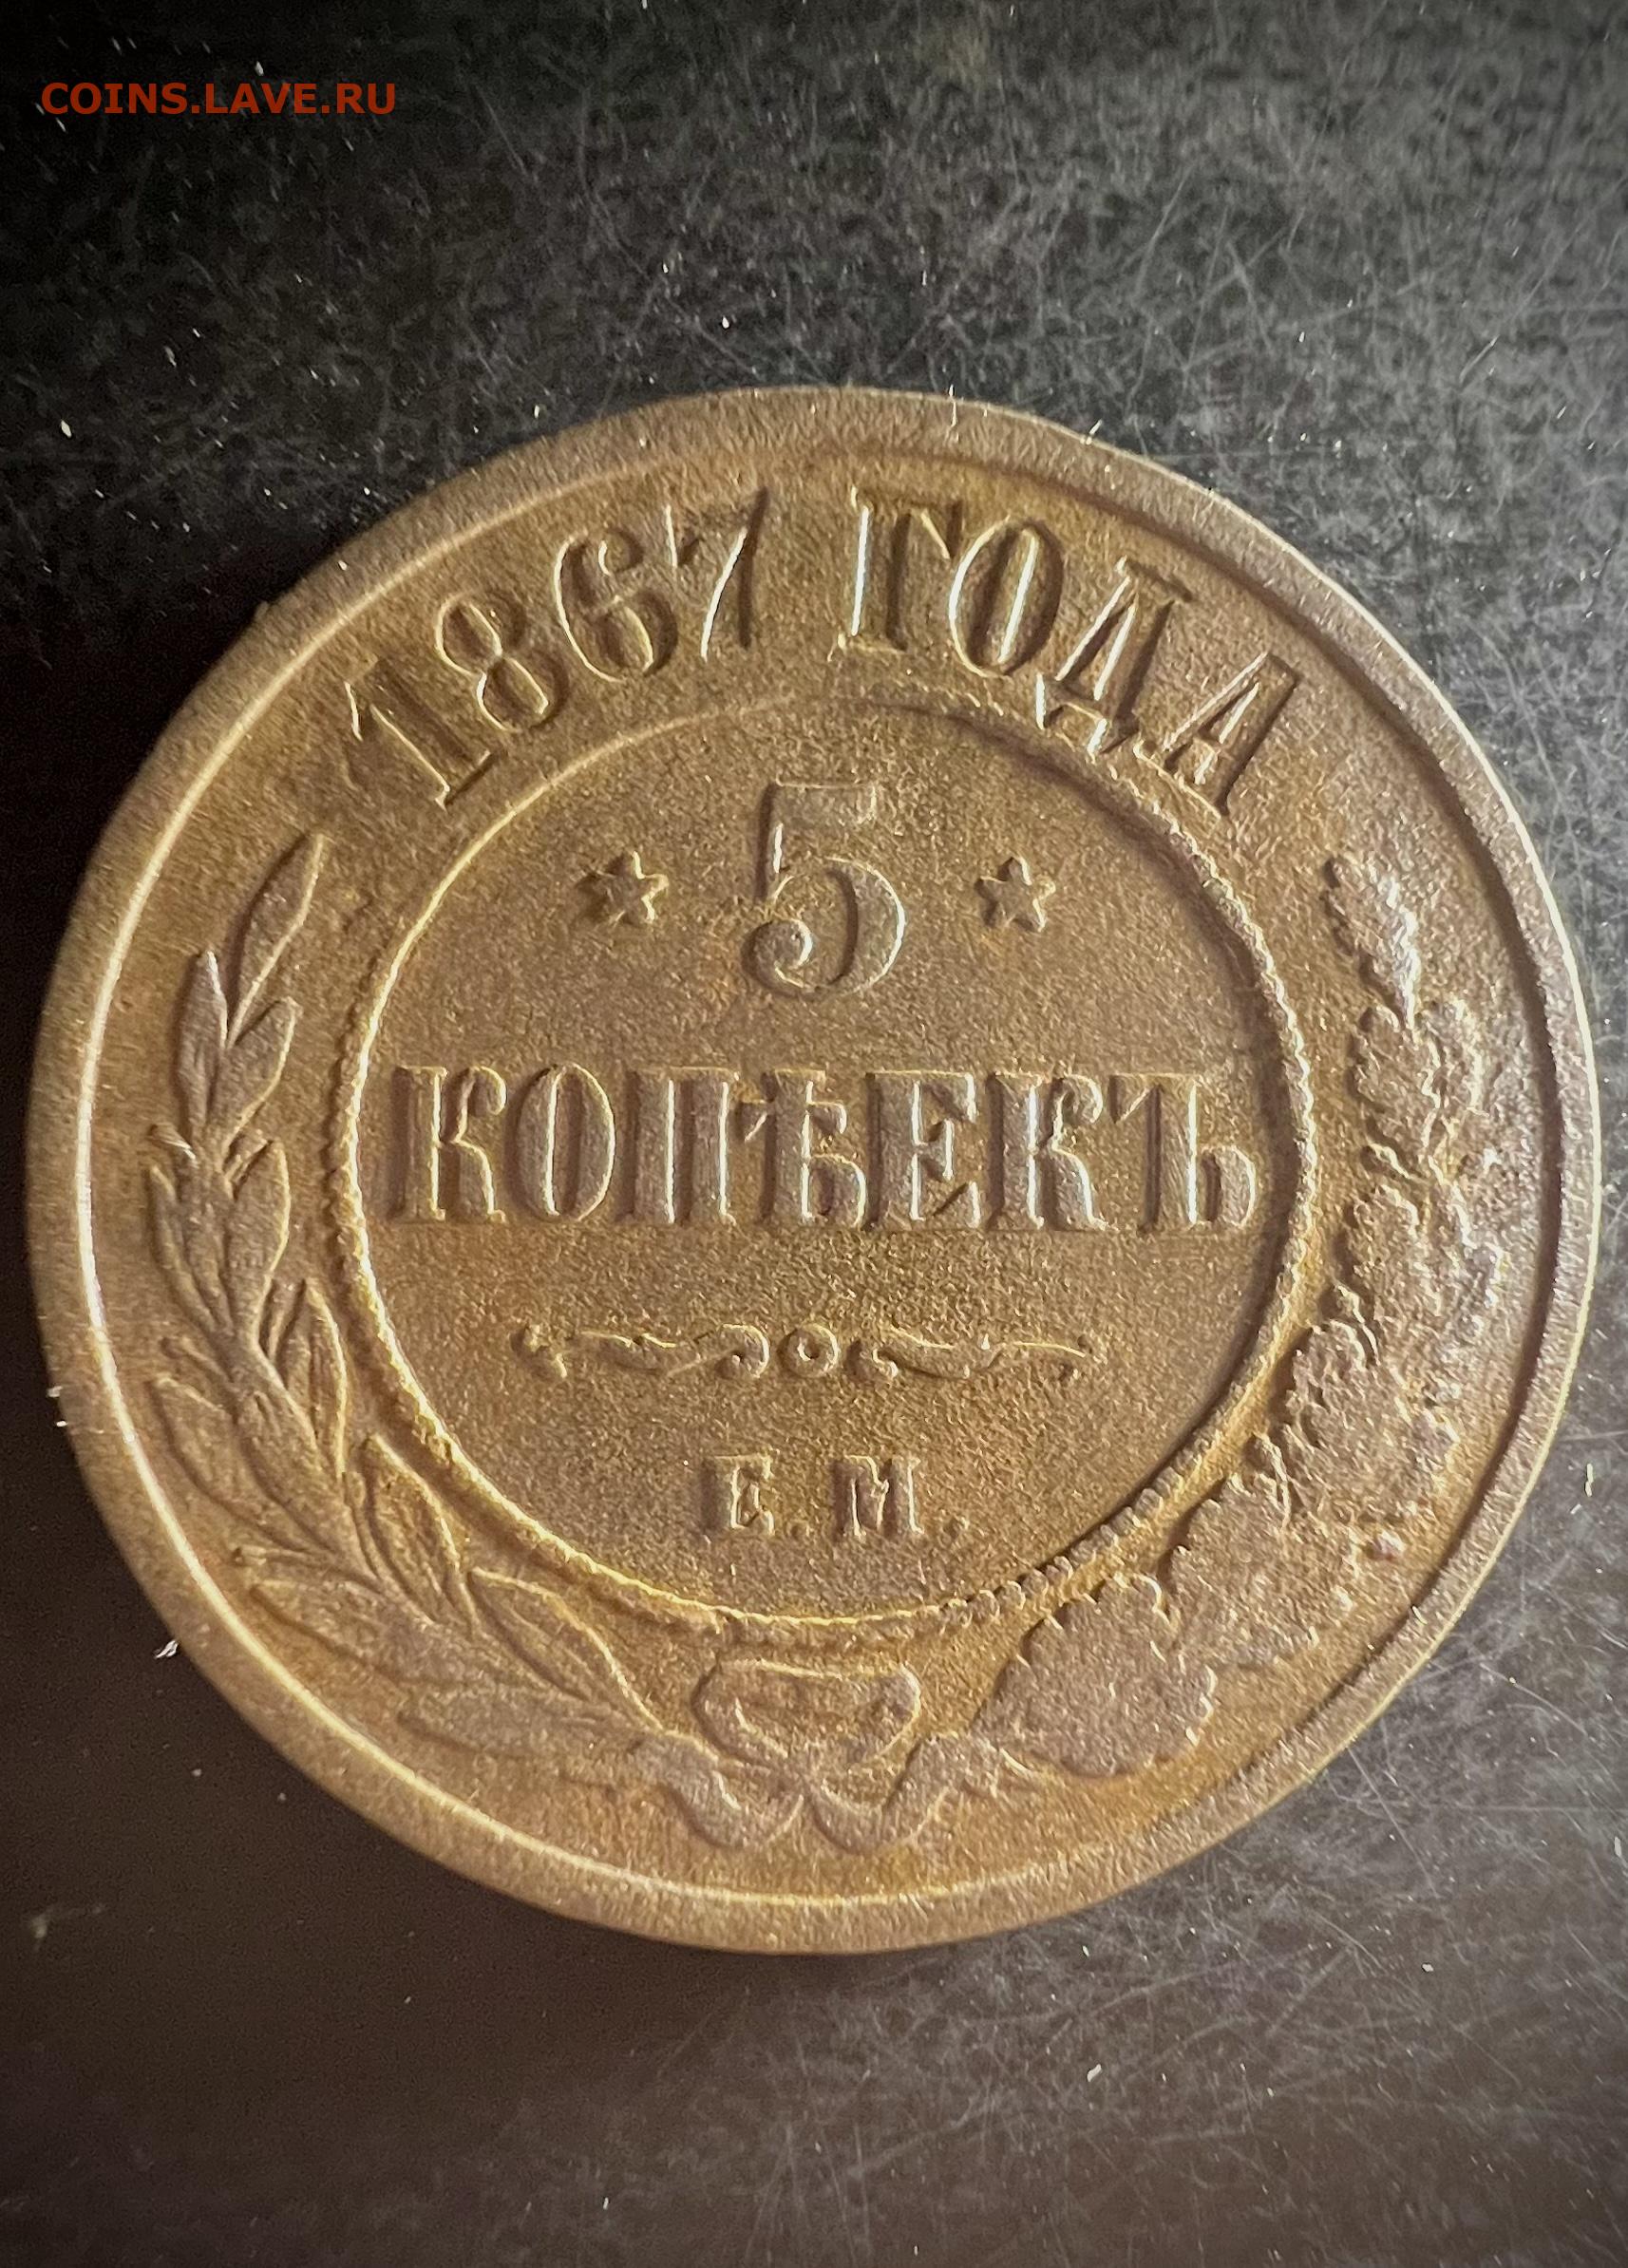 COINS.LAVE.RU
1867 ГОДА
5
КОПѢЕКЪ
Е.М.